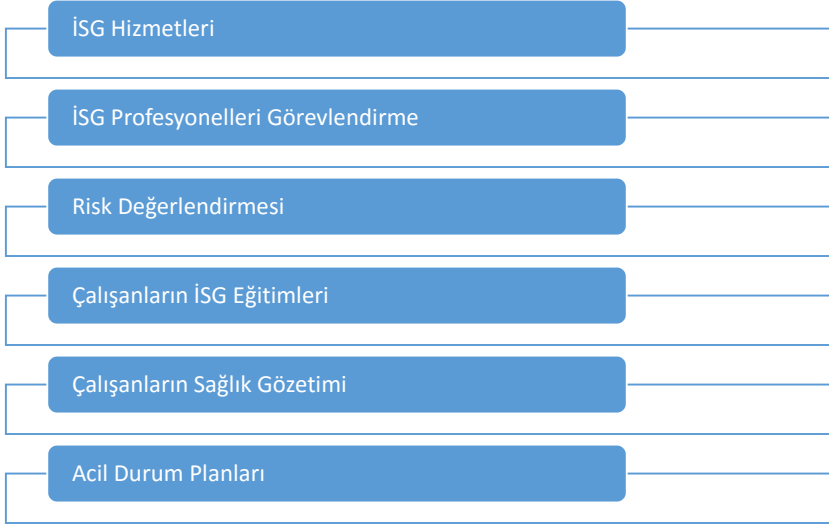 İSG Hizmetleri
İSG Profesyonelleri Görevlendirme
Risk Değerlendirmesi
Çalışanların İSG Eğitimleri
Çalışanların Sağlık Gözetimi
Acil Durum Planları